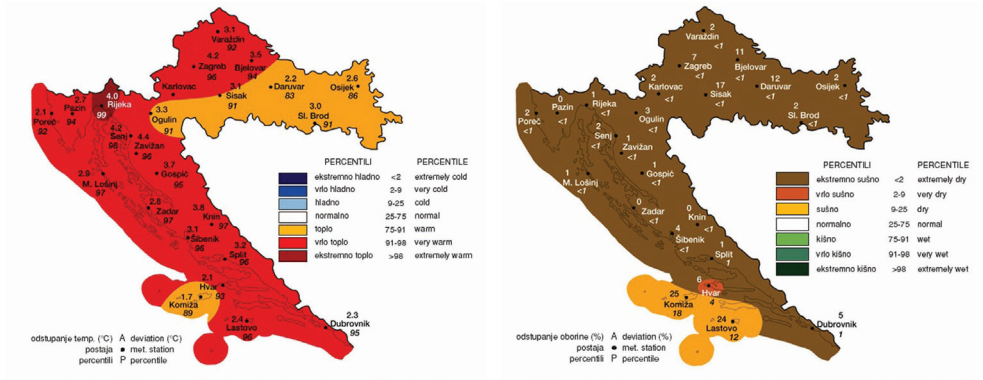 3.1
Varaždin
92
4.2
Zagreb
96
3.5
Bjelovar
94
Karlovac
3.1
Sisak
91
2.2
Daruvar
83
2.6
Osijek
86
3.0
Sl. Brod
91
4.0
Rijeka
99
2.7
Pazin
94
2.1
Poreč
92
3.3
Ogulin
91
4.2
Senj
98
4.4
Zavižan
96
3.7
Gospić
95
2.9
M. Lošinj
97
2.8
Zadar
97
3.8
Knin
97
3.1
Šibenik
96
3.2
Split
96
2.1
Hvar
93
1.7
Komiža
89
2.4
Lastovo
96
2.3
Dubrovnik
95
PERCENTILI PERCENTILE
ekstremno hladno <2 extremely cold
vrlo hladno 2-9 very cold
hladno 9-25 cold
normalno 25-75 normal
toplo 75-91 warm
vrlo toplo 91-98 very warm
ekstremno toplo >98 extremely warm
odstupanje temp. (°C) A deviation (°C)
postaja • met. station
percentili P percentile
2
Varaždin
<1
7
Zagreb
<1
11
Bjelovar
<1
2
Karlovac
<1
17
Sisak
<1
12
Daruvar
<1
2
Osijek
<1
2
Sl. Brod
<1
1
Rijeka
<1
0
Pazin
<1
2
Poreč
<1
3
Ogulin
<1
2
Senj
<1
1
Zavižan
<1
1
Gospić
<1
1
M. Lošinj
<1
0
Zadar
<1
0
Knin
<1
4
Šibenik
<1
1
Split
1
6
Hvar
4
25
Komiža
18
24
Lastovo
12
5
Dubrovnik
1
PERCENTILI PERCENTILE
ekstremno sušno <2 extremely dry
vrlo sušno 2-9 very dry
sušno 9-25 dry
normalno 25-75 normal
kišno 75-91 wet
vrlo kišno 91-98 very wet
ekstremno kišno >98 extremely wet
odstupanje oborine (%) A deviation (%)
postaja • met. station
percentili P percentile